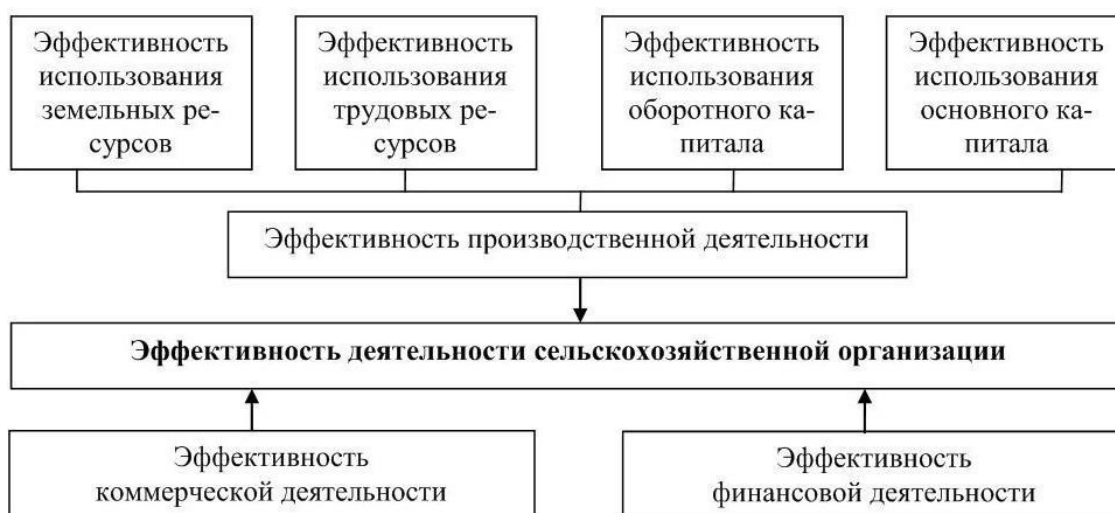 Эффективность
использования
земельных ре-
сурсов
Эффективность
использования
трудовых ре-
сурсов
Эффективность
использования
оборотного ка-
питала
Эффективность
использования
основного ка-
питала
Эффективность производственной деятельности
Эффективность деятельности сельскохозяйственной организации
Эффективность
коммерческой деятельности
Эффективность
финансовой деятельности